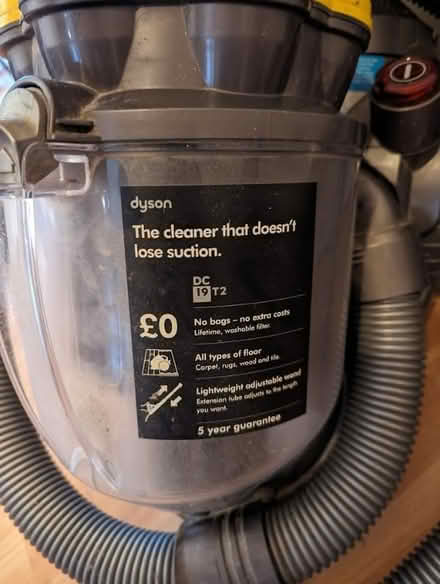 dyson
The cleaner that doesn't
lose suction.
DC
19 T2
£0
No bags – no extra costs
Lifetime, washable filter.
All types of floor
Carpet, rugs, wood and tile.
Lightweight adjustable wand
Extension tube adjusts to the length
you want.
5 year guarantee